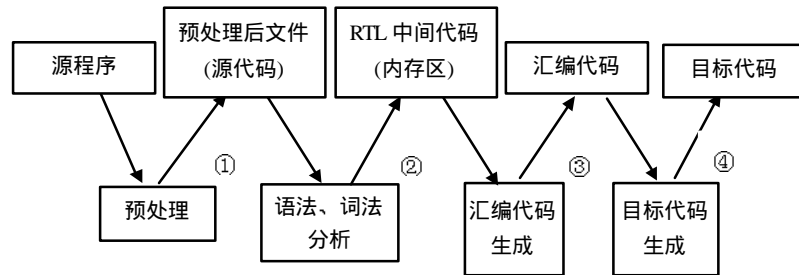 源程序
预处理后文件
(源代码)
RTL 中间代码
(内存区)
汇编代码
目标代码
①
②
③
④
预处理
语法、词法
分析
汇编代码
生成
目标代码
生成